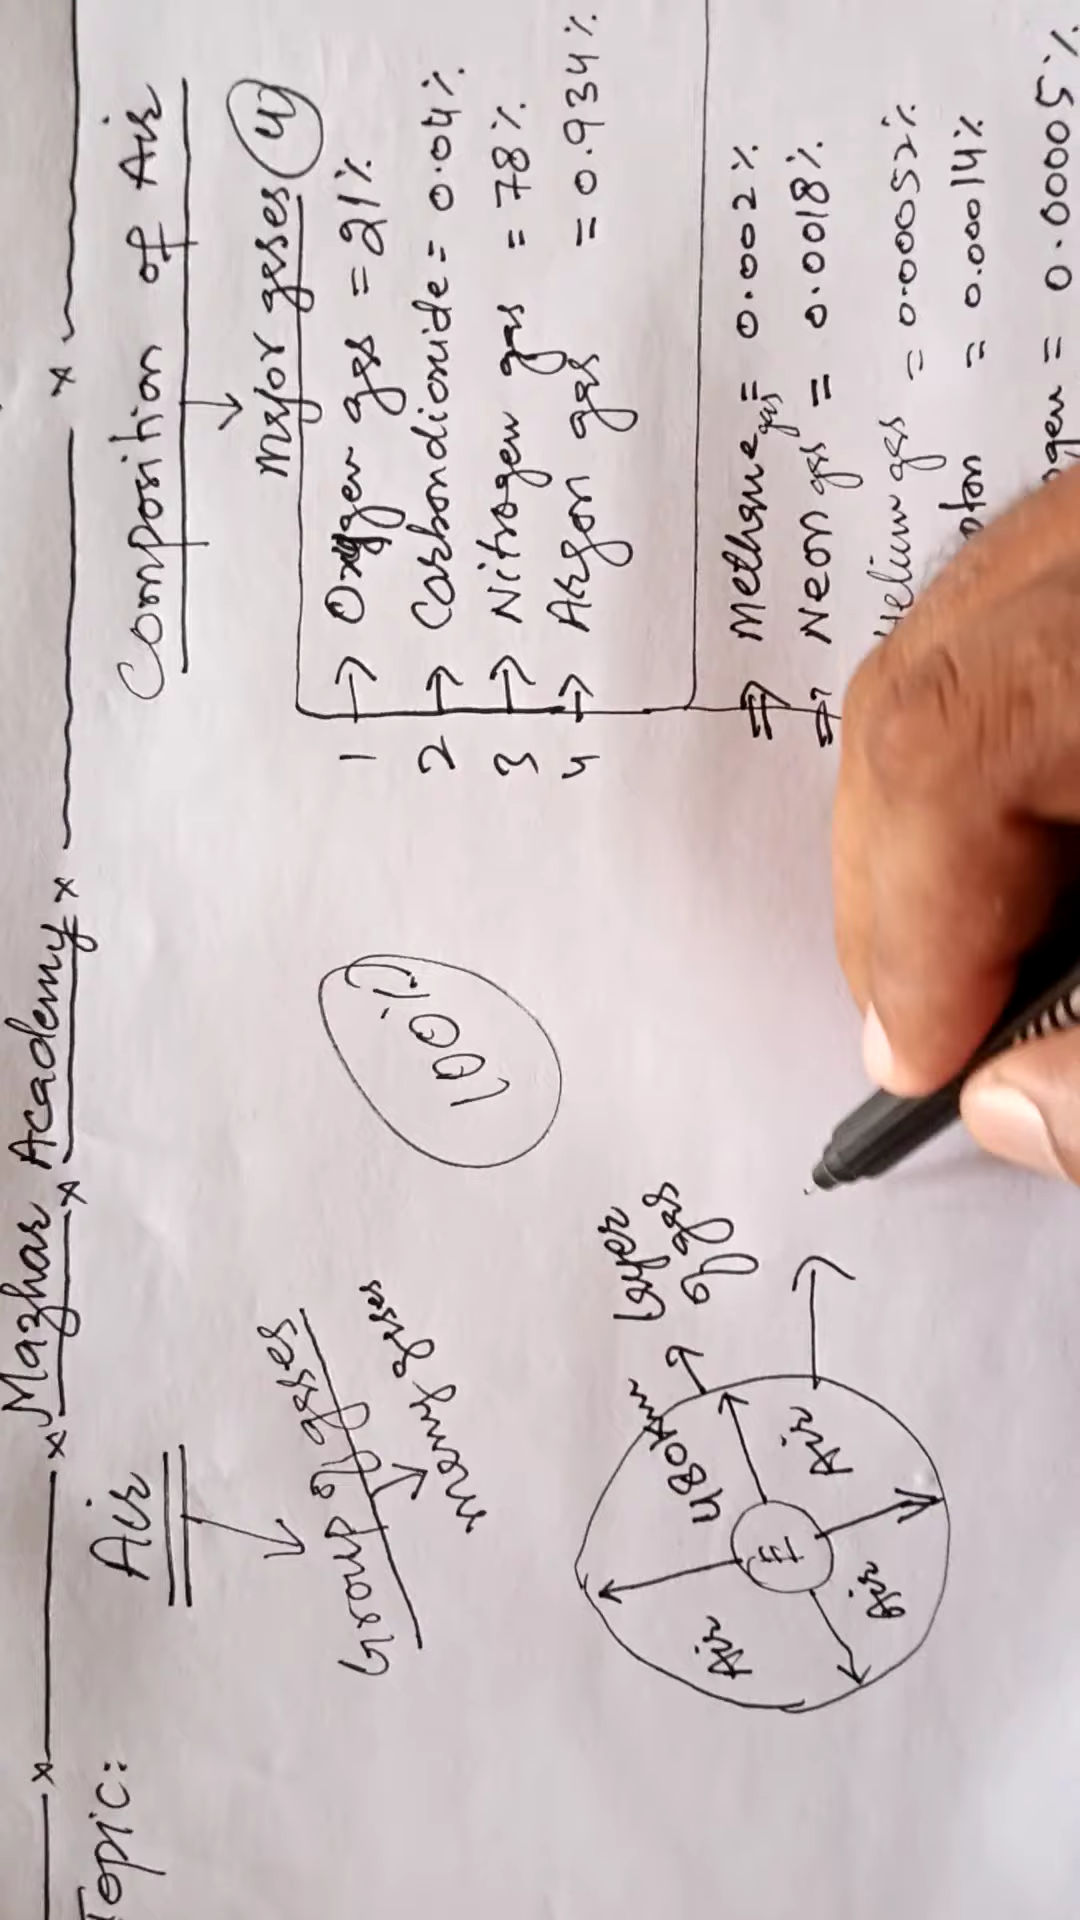 Mazhar Academy
Topic:
Air
Group of gases
many gases
100%
480km
layer
of gas
Air
Air
Air
E
Composition of Air
Major gases 4
1 → Oxygen gas = 21%
2 → Carbondioxide = 0.04%
3 → Nitrogen gas = 78%
4 → Argon gas = 0.934%
⇒ Methane gas = 0.002%
⇒ Neon gas = 0.0018%
Helium gas = 0.00052%
= 0.00014%
= 0.00005%